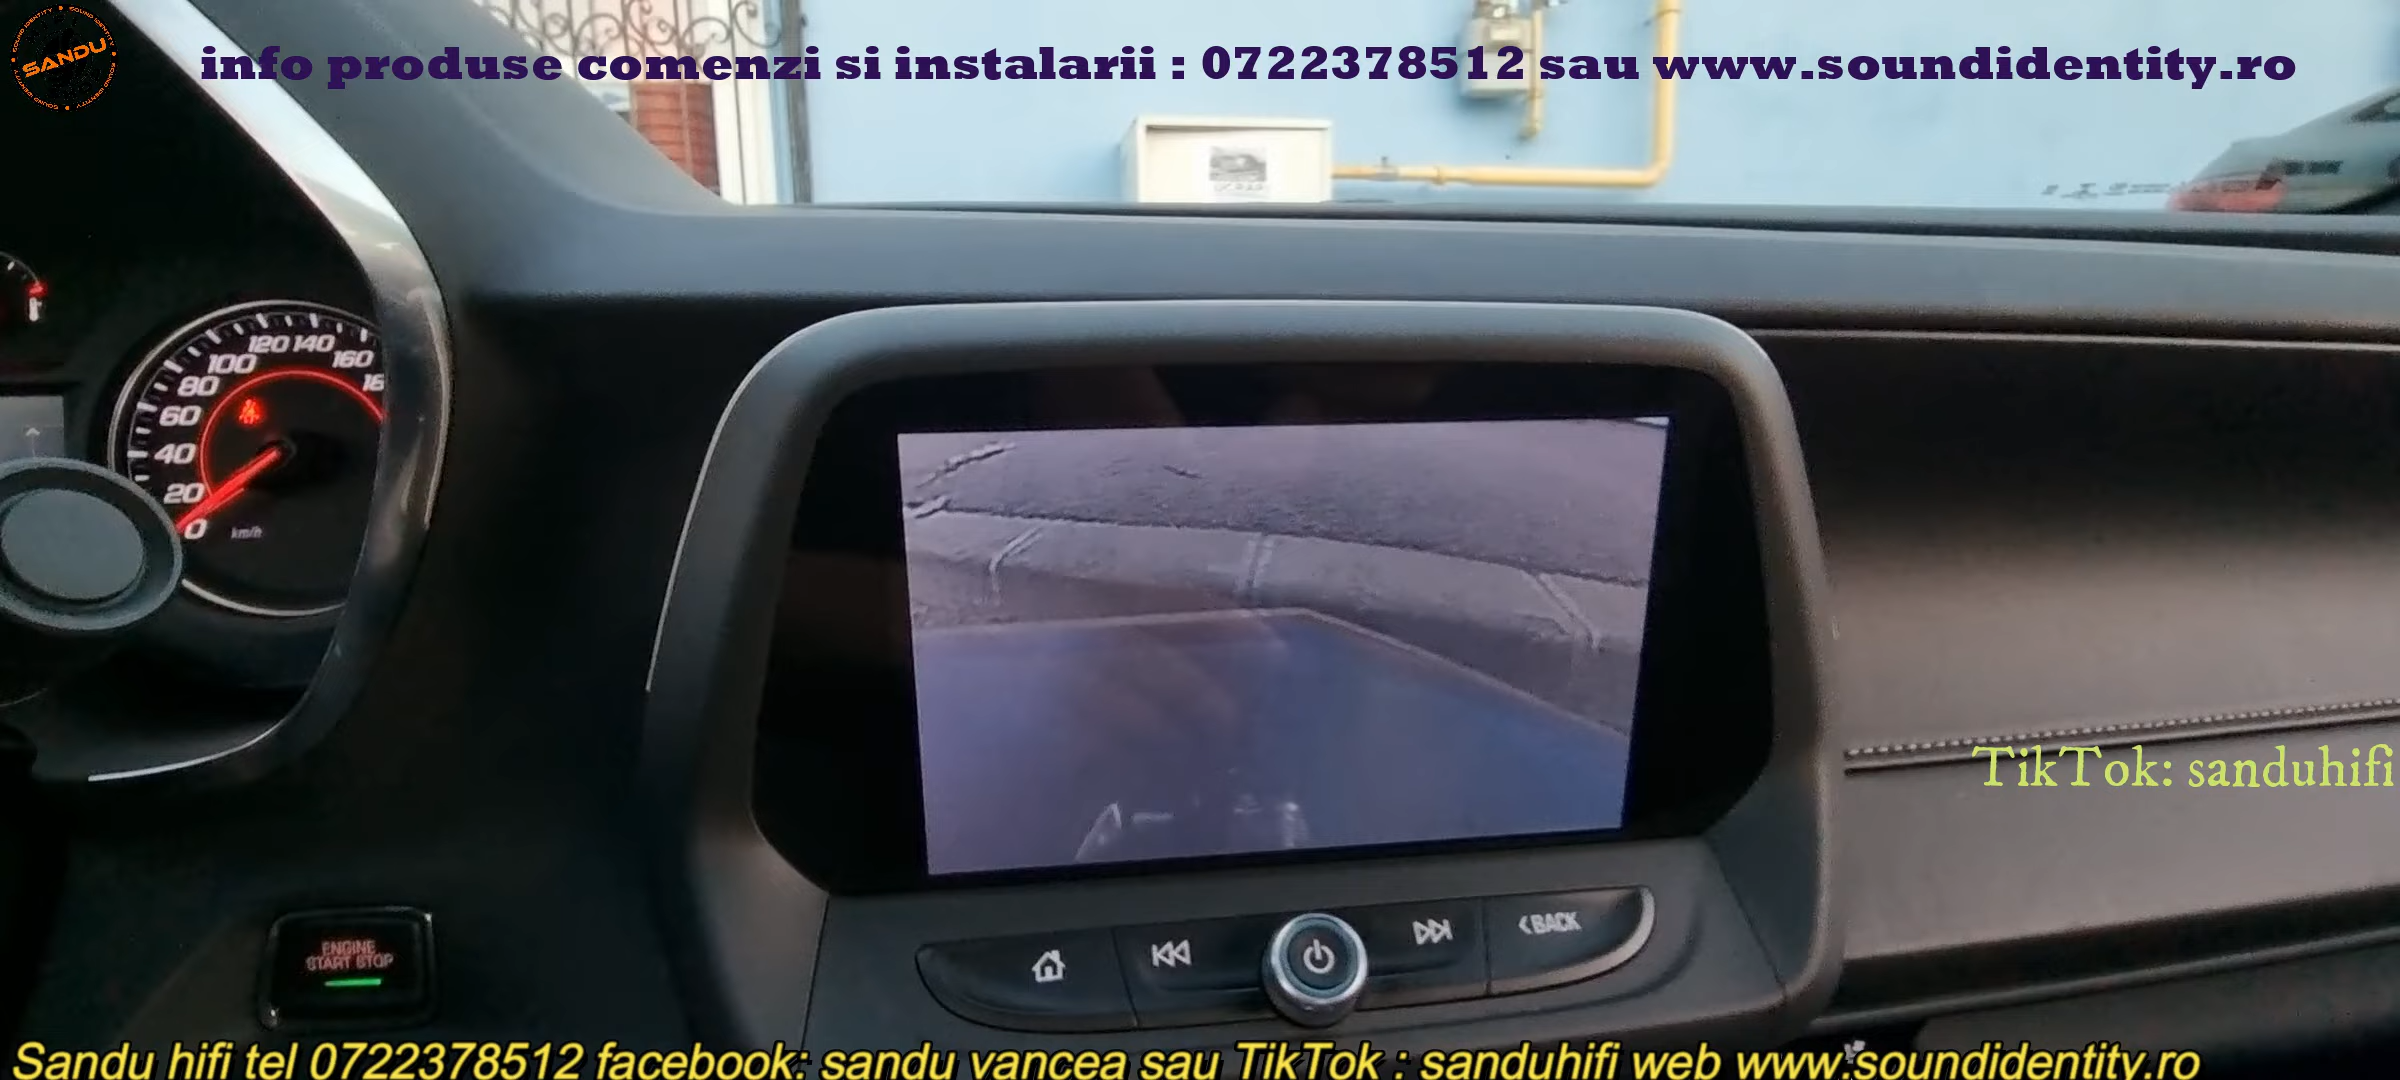 SANDU
SOUND IDENTITY
info produse comenzi si instalarii : 0722378512 sau www.soundidentity.ro
120 140
100
160
80
60
40
20
0
km/h
TikTok: sanduhifi
BACK
ENGINE
START STOP
Sandu hifi tel 0722378512 facebook: sandu vancea sau TikTok : sanduhifi web www.soundidentity.ro